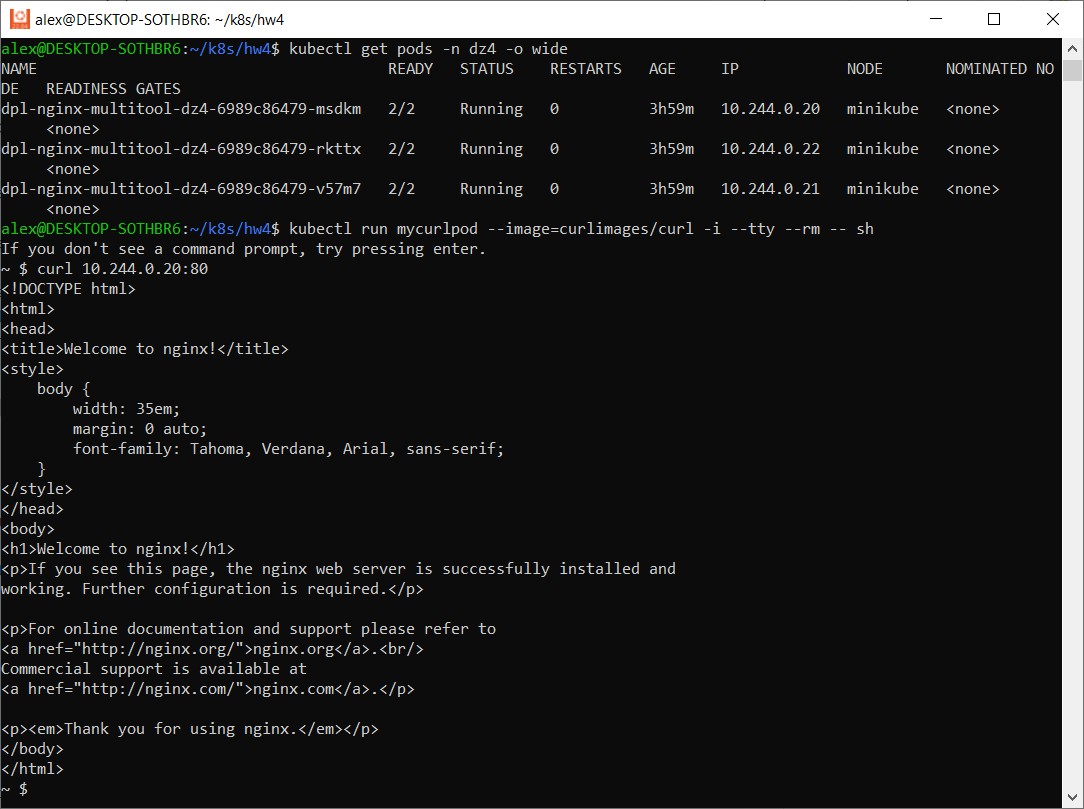 alex@DESKTOP-SOTHBR6: ~/k8s/hw4
alex@DESKTOP-SOTHBR6:~/k8s/hw4$ kubectl get pods -n dz4 -o wide
NAME                                       READY   STATUS    RESTARTS   AGE     IP            NODE       NOMINATED NO
DE   READINESS GATES
dpl-nginx-multitool-dz4-6989c86479-msdkm   2/2     Running   0          3h59m   10.244.0.20   minikube   <none>
     <none>
dpl-nginx-multitool-dz4-6989c86479-rkttx   2/2     Running   0          3h59m   10.244.0.22   minikube   <none>
     <none>
dpl-nginx-multitool-dz4-6989c86479-v57m7   2/2     Running   0          3h59m   10.244.0.21   minikube   <none>
     <none>
alex@DESKTOP-SOTHBR6:~/k8s/hw4$ kubectl run mycurlpod --image=curlimages/curl -i --tty --rm -- sh
If you don't see a command prompt, try pressing enter.
~ $ curl 10.244.0.20:80
<!DOCTYPE html>
<html>
<head>
<title>Welcome to nginx!</title>
<style>
    body {
        width: 35em;
        margin: 0 auto;
        font-family: Tahoma, Verdana, Arial, sans-serif;
    }
</style>
</head>
<body>
<h1>Welcome to nginx!</h1>
<p>If you see this page, the nginx web server is successfully installed and
working. Further configuration is required.</p>

<p>For online documentation and support please refer to
<a href="http://nginx.org/">nginx.org</a>.<br/>
Commercial support is available at
<a href="http://nginx.com/">nginx.com</a>.</p>

<p><em>Thank you for using nginx.</em></p>
</body>
</html>
~ $